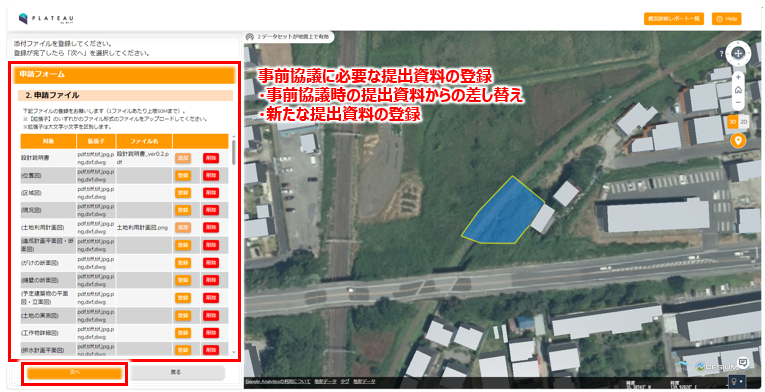 PLATEAU
by MLIT
概況診断レポート一覧
Help
添付ファイルを登録してください。
登録が完了したら「次へ」を選択してください。
2 データセットが地図上で有効
申請フォーム
2. 申請ファイル
下記ファイルの登録をお願いします（1ファイルあたり上限50Mまで）。
※【拡張子】のいずれかのファイル形式のファイルをアップロードしてください。
※拡張子は大文字小文字を区別します。
対象 拡張子 ファイル名
設計説明書 pdf,tiff,tif,jpg,png,dxf,dwg 設計説明書_ver0.2.pdf 追加 削除
(位置図) pdf,tiff,tif,jpg,png,dxf,dwg 登録 削除
(区域図) pdf,tiff,tif,jpg,png,dxf,dwg 登録 削除
(現況図) pdf,tiff,tif,jpg,png,dxf,dwg 登録 削除
(土地利用計画図) pdf,tiff,tif,jpg,png,dxf,dwg 土地利用計画図.png 追加 削除
(造成計画平面図・断面図) pdf,tiff,tif,jpg,png,dxf,dwg 登録 削除
(がけの断面図) pdf,tiff,tif,jpg,png,dxf,dwg 登録 削除
(擁壁の断面図) pdf,tiff,tif,jpg,png,dxf,dwg 登録 削除
(予定建築物の平面図・立面図) pdf,tiff,tif,jpg,png,dxf,dwg 登録 削除
(土地の実測図) pdf,tiff,tif,jpg,png,dxf,dwg 登録 削除
(工作物詳細図) pdf,tiff,tif,jpg,png,dxf,dwg 登録 削除
(排水計画平面図) pdf,tiff,tif,jpg,png,dxf,dwg 登録 削除
次へ
戻る
事前協議に必要な提出資料の登録
・事前協議時の提出資料からの差し替え
・新たな提出資料の登録
?
3D 2D
CESIUM
Google Analyticsの利用について 地形データ タグ 地形データ
緯度 経度